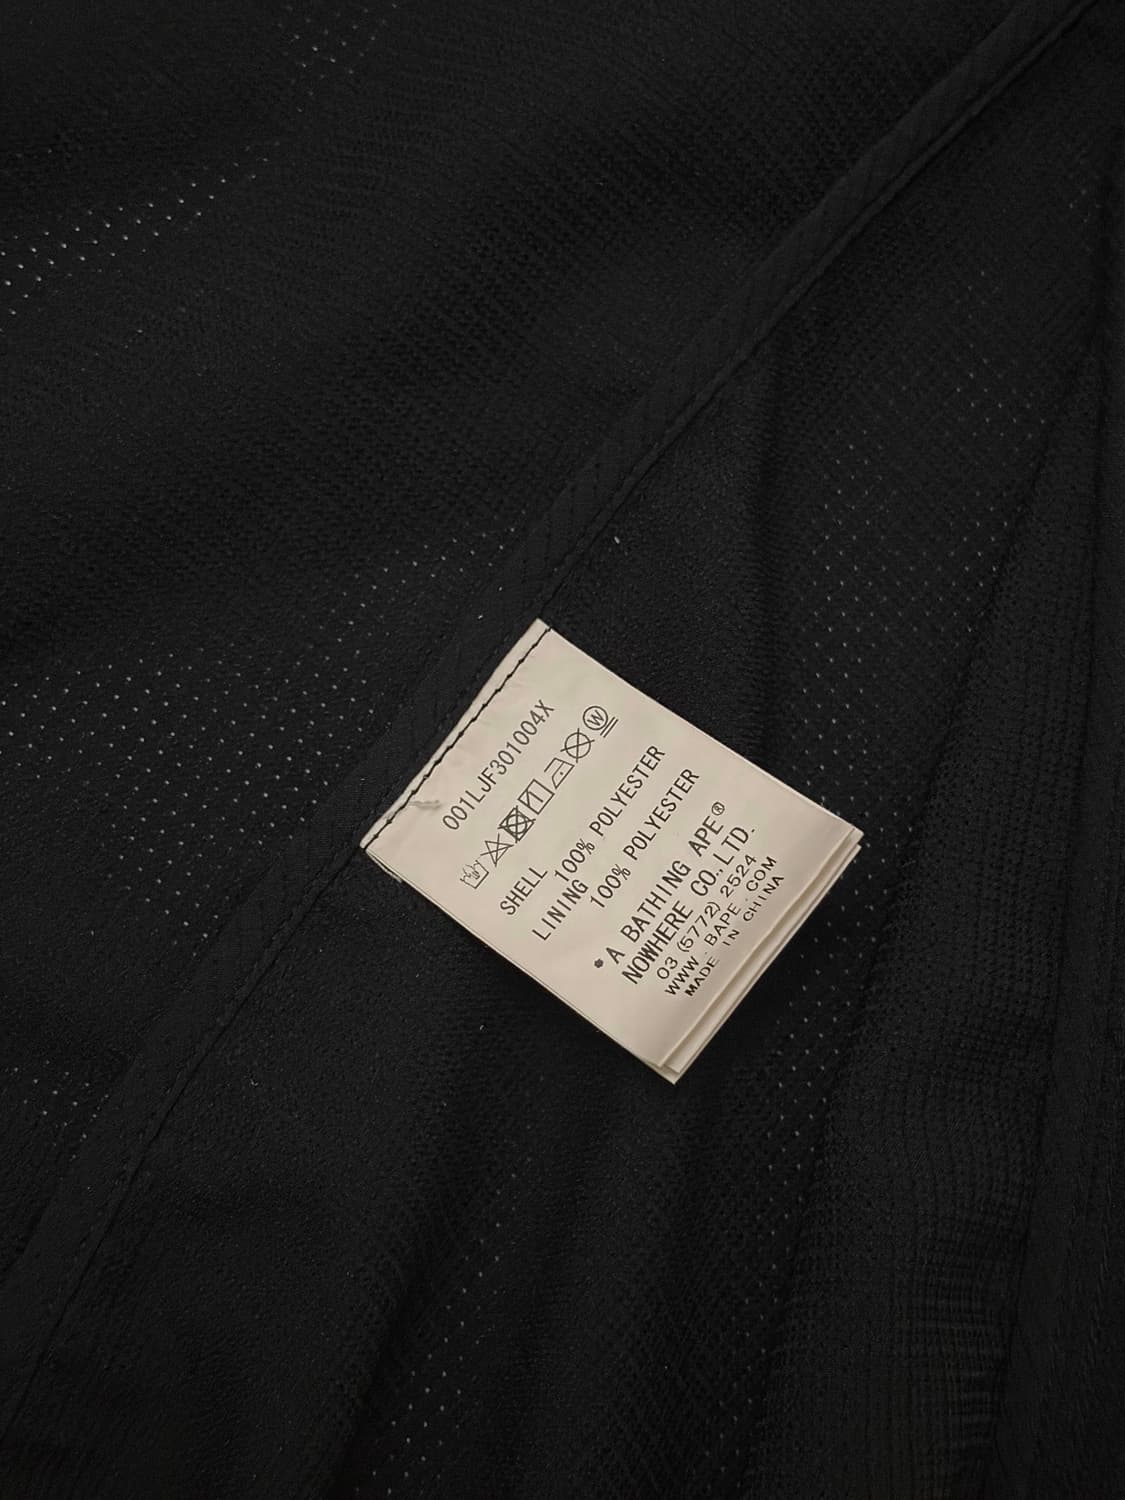 001LJF301004X
W
SHELL
100% POLYESTER
LINING
100% POLYESTER
* A BATHING APE®
NOWHERE CO., LTD.
03 (5772) 2524
WWW. BAPE. COM
MADE IN CHINA